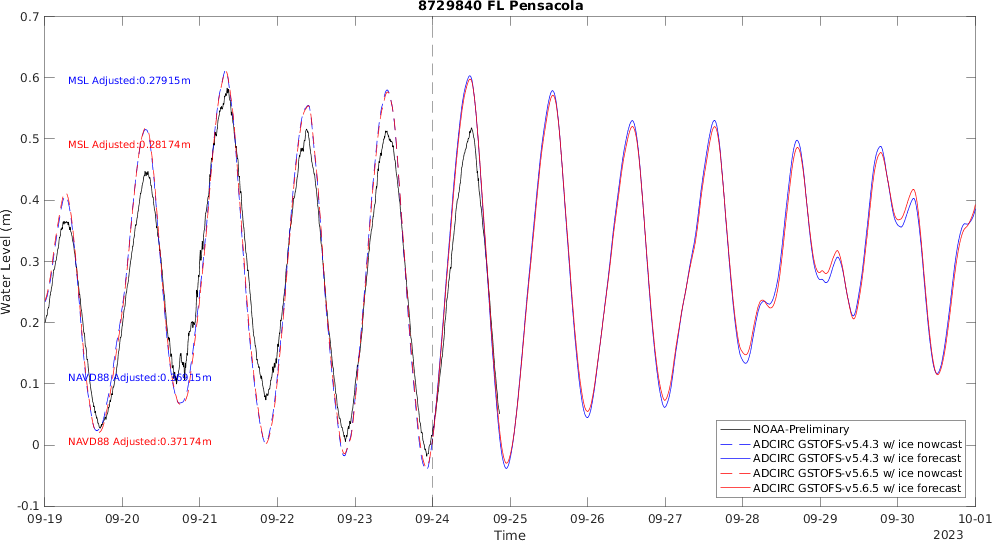 8729840 FL Pensacola
0.7
0.6
0.5
0.4
0.3
0.2
0.1
0
-0.1
Water Level (m)
MSL Adjusted:0.27915m
MSL Adjusted:0.28174m
NAVD88 Adjusted:0.36915m
NAVD88 Adjusted:0.37174m
NOAA-Preliminary
ADCIRC GSTOFS-v5.4.3 w/ ice nowcast
ADCIRC GSTOFS-v5.4.3 w/ ice forecast
ADCIRC GSTOFS-v5.6.5 w/ ice nowcast
ADCIRC GSTOFS-v5.6.5 w/ ice forecast
09-19 09-20 09-21 09-22 09-23 09-24 09-25 09-26 09-27 09-28 09-29 09-30 10-01
Time
2023